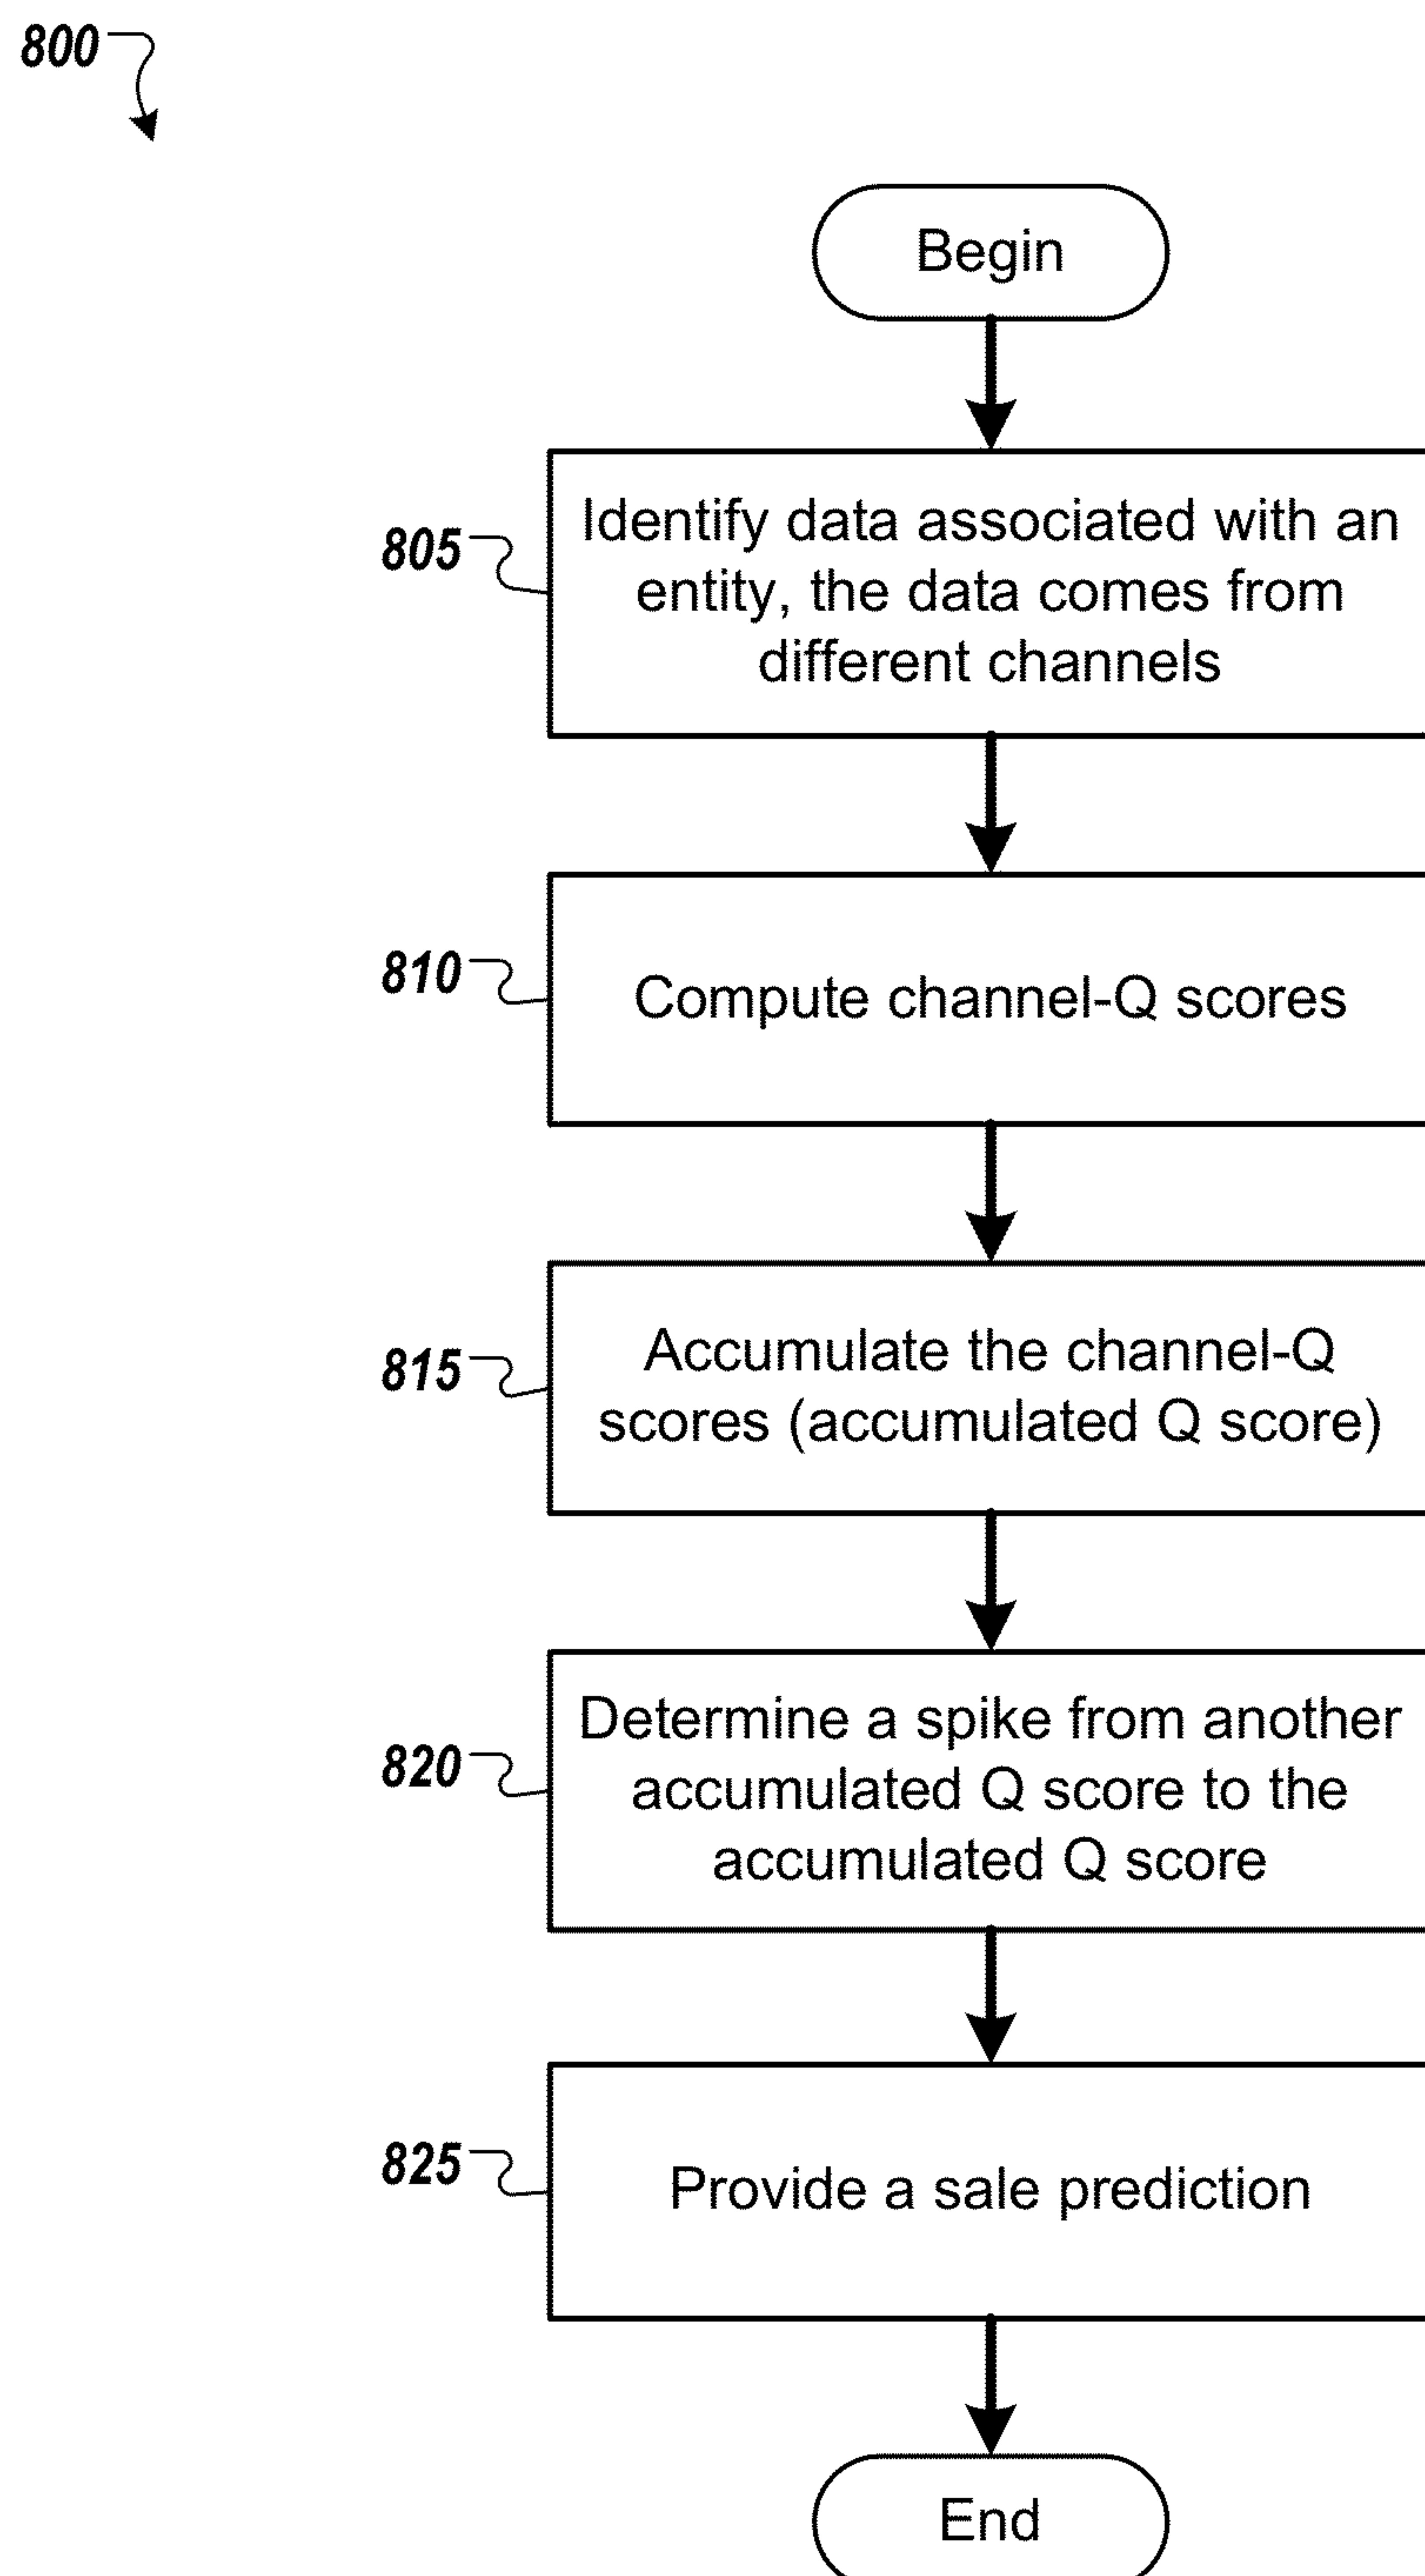 800
Begin
805
Identify data associated with an
entity, the data comes from
different channels
810
Compute channel-Q scores
815
Accumulate the channel-Q
scores (accumulated Q score)
820
Determine a spike from another
accumulated Q score to the
accumulated Q score
825
Provide a sale prediction
End